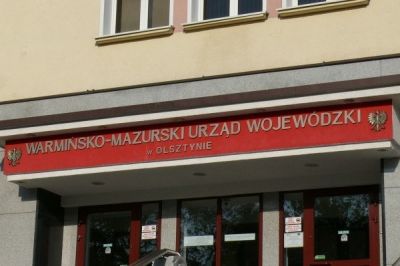 WARMIŃSKO-MAZURSKI URZĄD WOJEWÓDZKI
W OLSZTYNIE